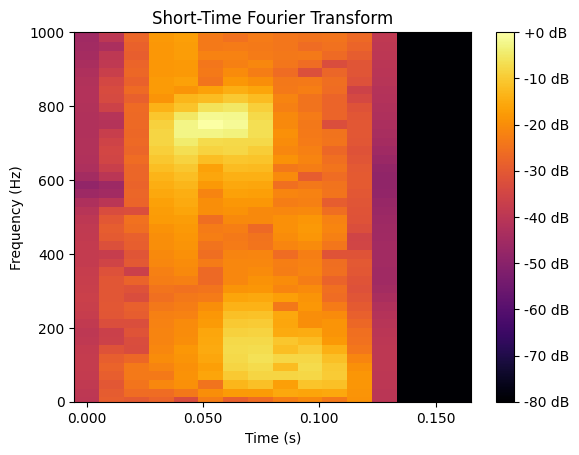 Short-Time Fourier Transform
1000
800
600
400
200
0
Frequency (Hz)
0.000
0.050
0.100
0.150
Time (s)
+0 dB
-10 dB
-20 dB
-30 dB
-40 dB
-50 dB
-60 dB
-70 dB
-80 dB